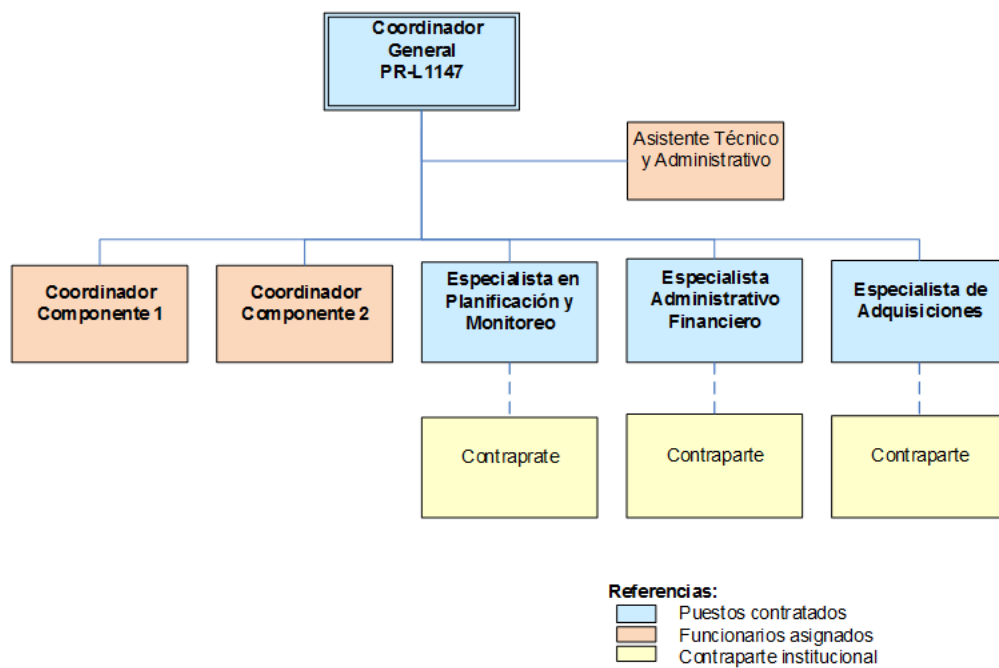 Coordinador
General
PR-L1147
Asistente Técnico
y Administrativo
Coordinador
Componente 1
Coordinador
Componente 2
Especialista en
Planificación y
Monitoreo
Especialista
Administrativo
Financiero
Especialista de
Adquisiciones
Contraprate
Contraparte
Contraparte
Referencias:
Puestos contratados
Funcionarios asignados
Contraparte institucional